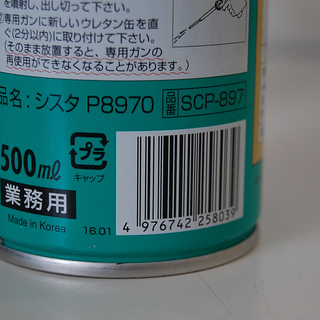 を噴射し、出し切って下さい。
⑦専用ガンに新しいウレタン缶を直
ぐ(2分以内)に取り付けて下さい。
(そのまま放置すると、専用ガンの
再使用ができなくなることがあります。)
品名：シスタ P8970 品番 SCP-897
500ml
プラ
キャップ
業務用
Made in Korea
16.01
4 976742 258039